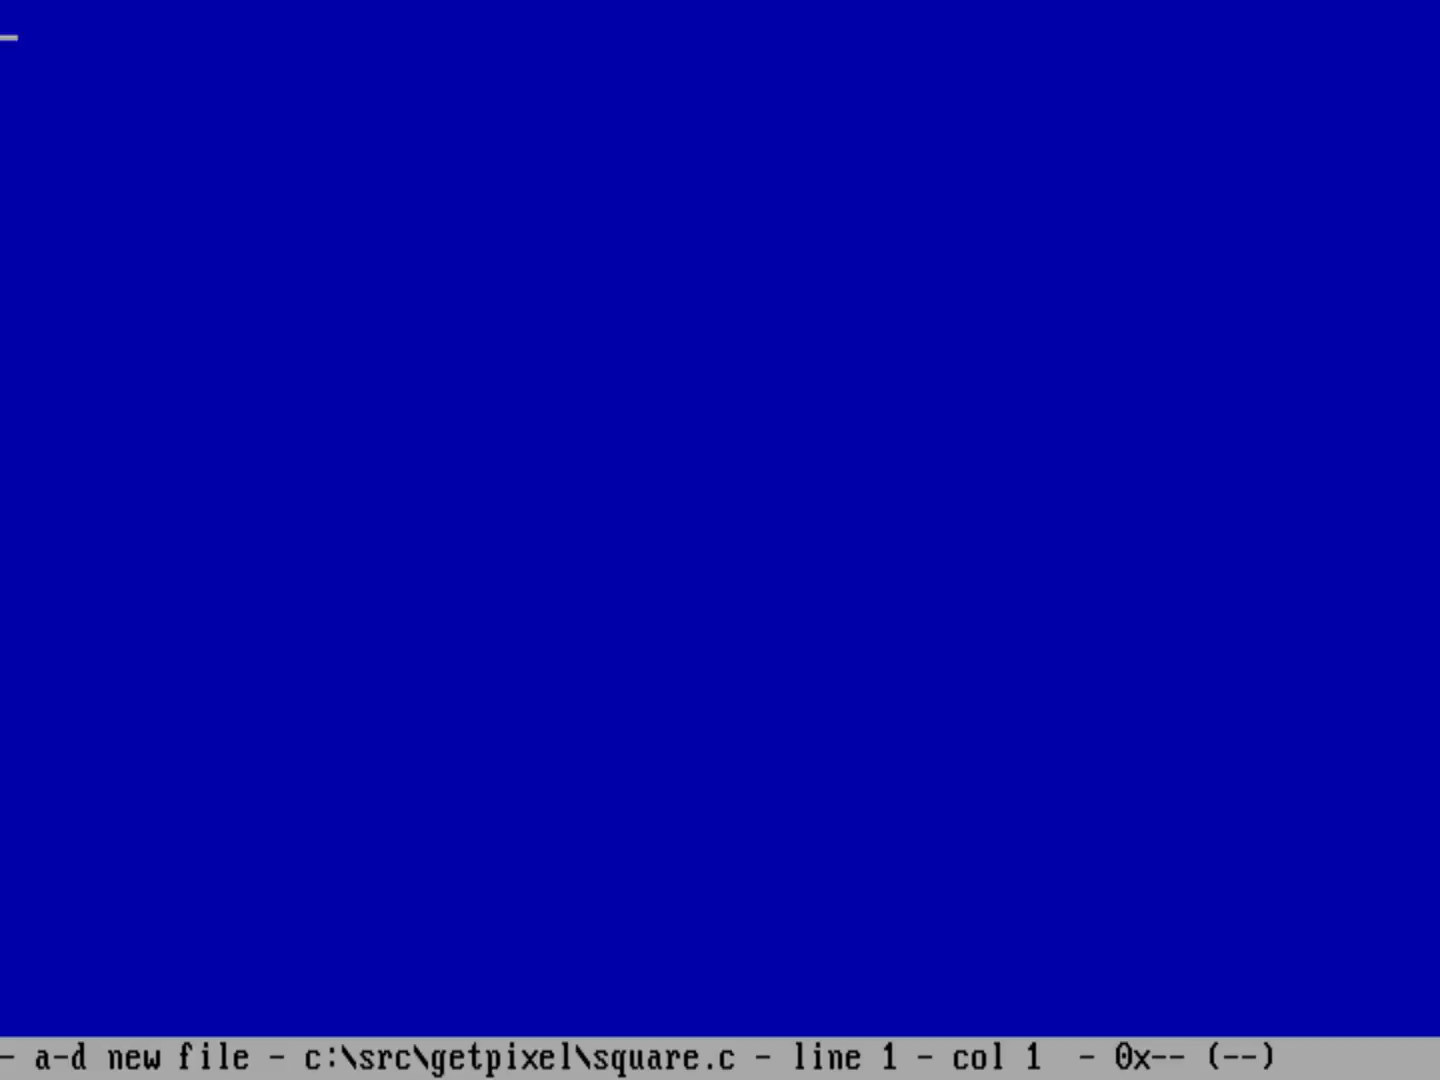 - a-d new file - c:\src\getpixel\square.c - line 1 - col 1  - 0x-- (--)